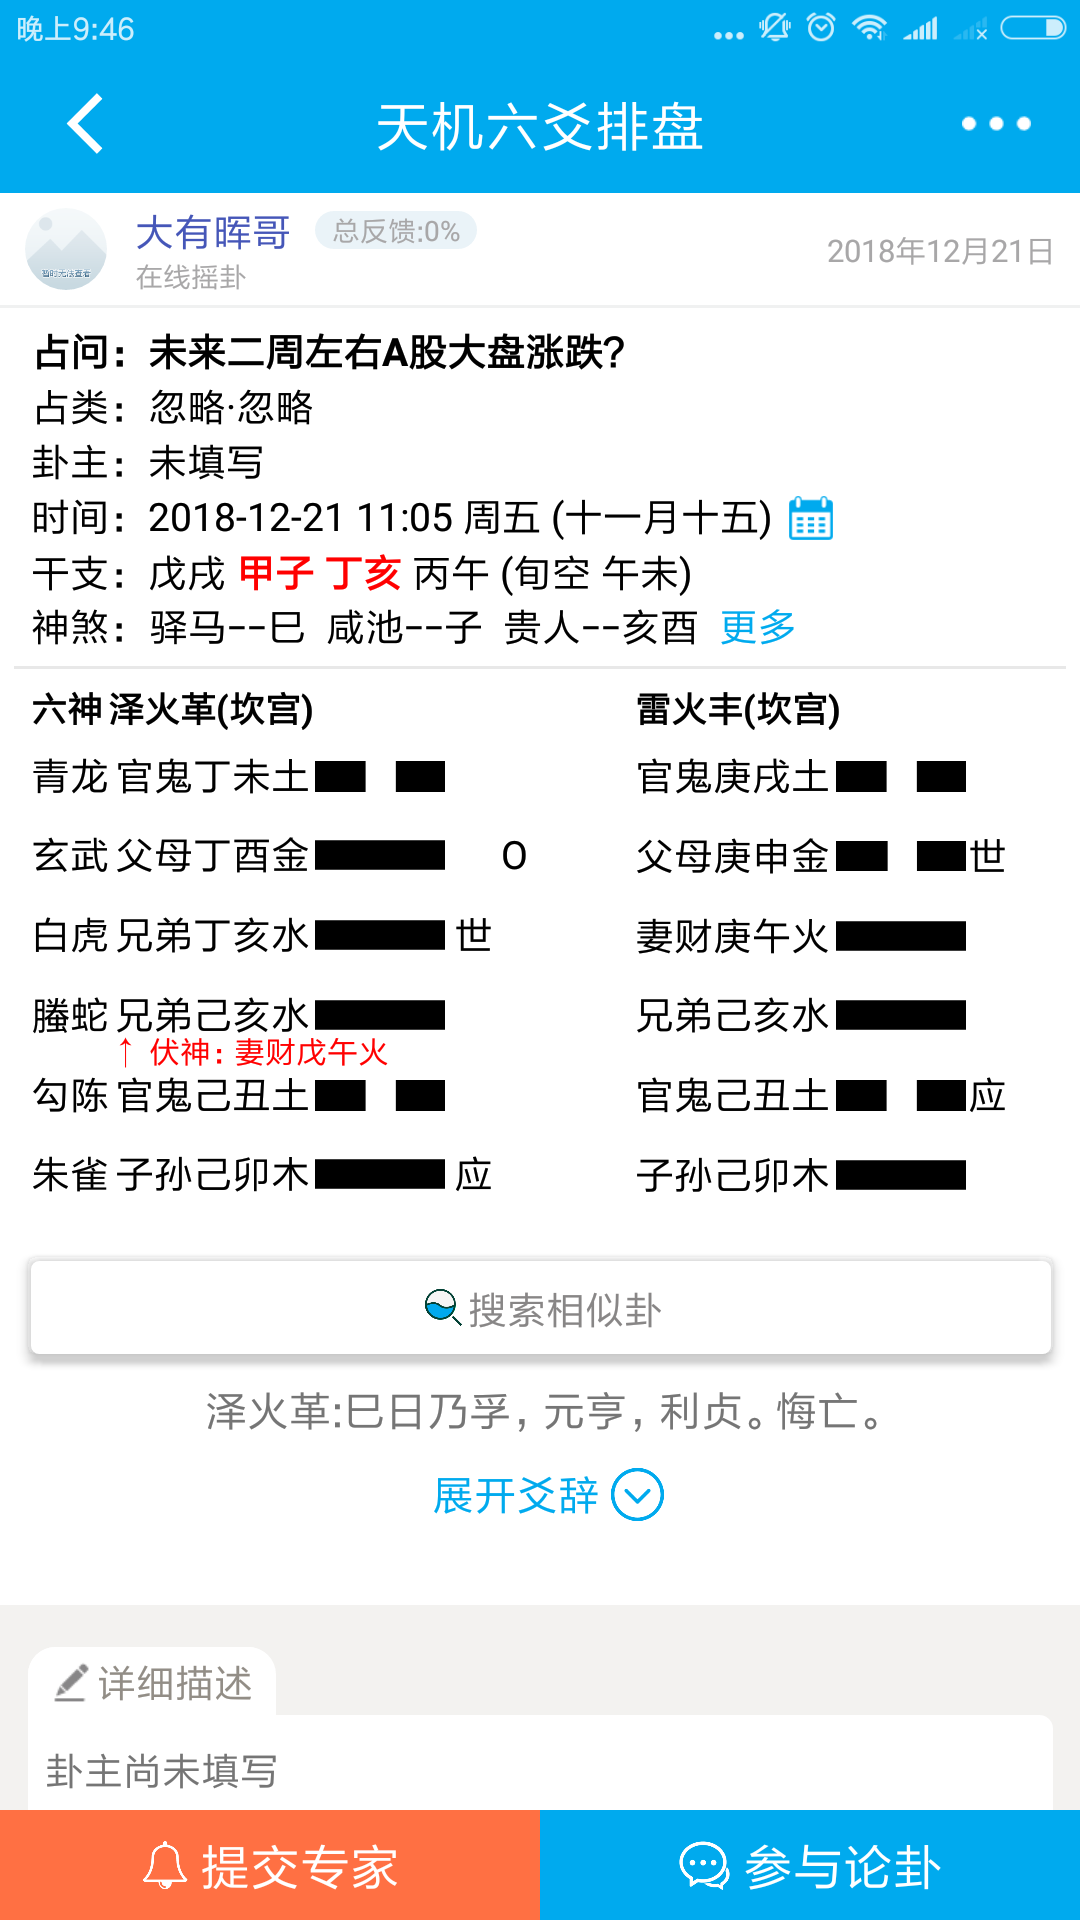 晚上9:46
天机六爻排盘
大有晖哥 总反馈:0%
在线摇卦
2018年12月21日
暂时无法查看
占问：未来二周左右A股大盘涨跌?
占类：忽略·忽略
卦主：未填写
时间：2018-12-21 11:05 周五 (十一月十五)
干支：戊戌 甲子 丁亥 丙午 (旬空 午未)
神煞：驿马--巳 咸池--子 贵人--亥酉 更多
六神 泽火革(坎宫) 雷火丰(坎宫)
青龙 官鬼丁未土 官鬼庚戌土
玄武 父母丁酉金 O 父母庚申金 世
白虎 兄弟丁亥水 世 妻财庚午火
螣蛇 兄弟己亥水 兄弟己亥水
↑ 伏神：妻财戊午火
勾陈 官鬼己丑土 官鬼己丑土 应
朱雀 子孙己卯木 应 子孙己卯木
搜索相似卦
泽火革:巳日乃孚，元亨，利贞。悔亡。
展开爻辞
详细描述
卦主尚未填写
提交专家
参与论卦